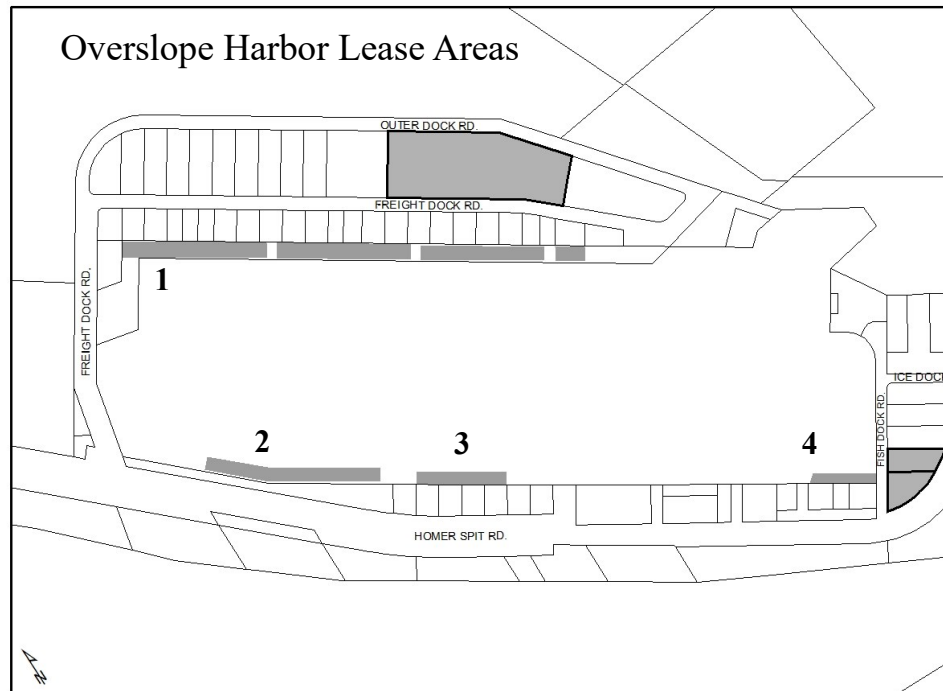 Overslope Harbor Lease Areas
OUTER DOCK RD.
FREIGHT DOCK RD.
1
FREIGHT DOCK RD.
2
3
4
ICE DOCK
FISH DOCK RD.
HOMER SPIT RD.
N